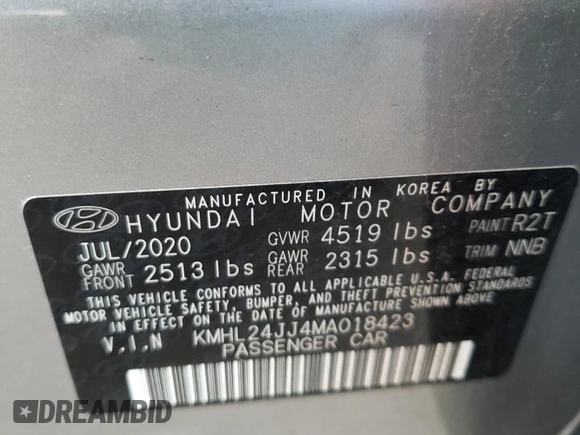 MANUFACTURED IN KOREA BY
HYUNDAI MOTOR COMPANY
JUL/2020 GVWR 4519 lbs PAINT R2T
GAWR FRONT 2513 lbs GAWR REAR 2315 lbs TRIM NNB
THIS VEHICLE CONFORMS TO ALL APPLICABLE U.S.A. FEDERAL
MOTOR VEHICLE SAFETY, BUMPER, AND THEFT PREVENTION
STANDARDS IN EFFECT ON THE DATE OF MANUFACTURE SHOWN ABOVE.
V.I.N KMHL24JJ4MA018423
PASSENGER CAR
DREAMBID